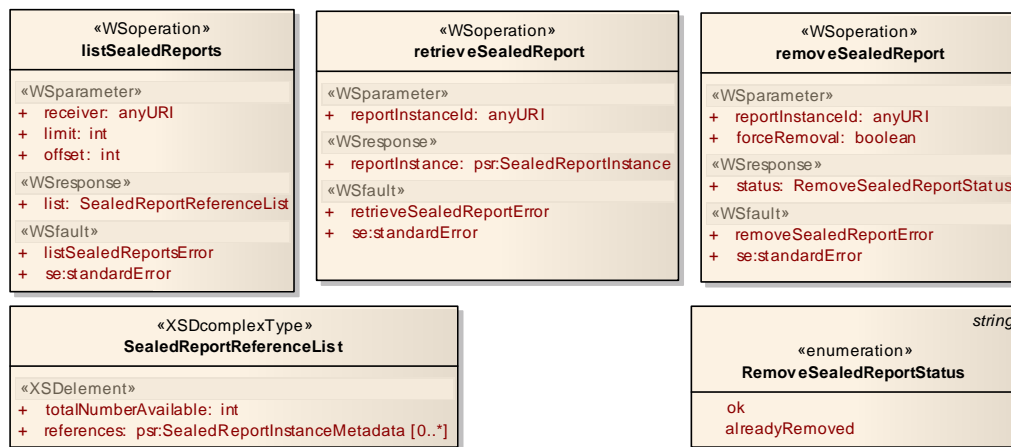 «WSoperation»
listSealedReports
«WSparameter»
+ receiver: anyURI
+ limit: int
+ offset: int
«WSresponse»
+ list: SealedReportReferenceList
«WSfault»
+ listSealedReportsError
+ se:standardError
«WSoperation»
retrieveSealedReport
«WSparameter»
+ reportInstanceId: anyURI
«WSresponse»
+ reportInstance: psr:SealedReportInstance
«WSfault»
+ retrieveSealedReportError
+ se:standardError
«WSoperation»
removeSealedReport
«WSparameter»
+ reportInstanceId: anyURI
+ forceRemoval: boolean
«WSresponse»
+ status: RemoveSealedReportStatus
«WSfault»
+ removeSealedReportError
+ se:standardError
«XSDcomplexType»
SealedReportReferenceList
«XSDelement»
+ totalNumberAvailable: int
+ references: psr:SealedReportInstanceMetadata [0..*]
string
«enumeration»
RemoveSealedReportStatus
ok
alreadyRemoved